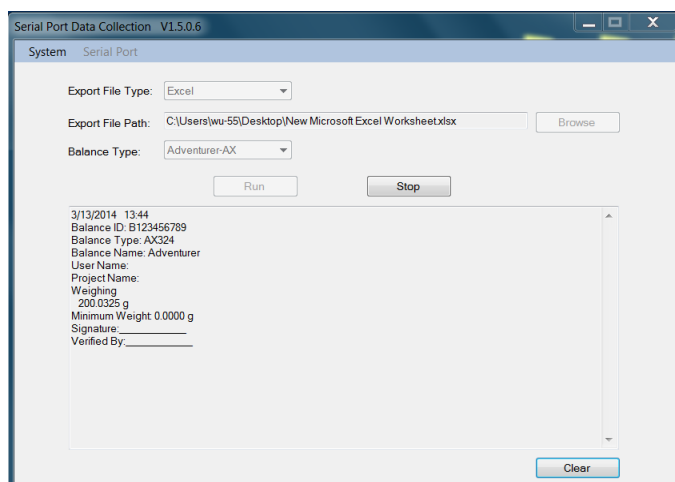 Serial Port Data Collection V1.5.0.6
System Serial Port
Export File Type: Excel
Export File Path: C:\Users\wu-55\Desktop\New Microsoft Excel Worksheet.xlsx Browse
Balance Type: Adventurer-AX
Run Stop
3/13/2014 13:44
Balance ID: B123456789
Balance Type: AX324
Balance Name: Adventurer
User Name:
Project Name:
Weighing
200.0325 g
Minimum Weight: 0.0000 g
Signature:_____________
Verified By:_____________
Clear